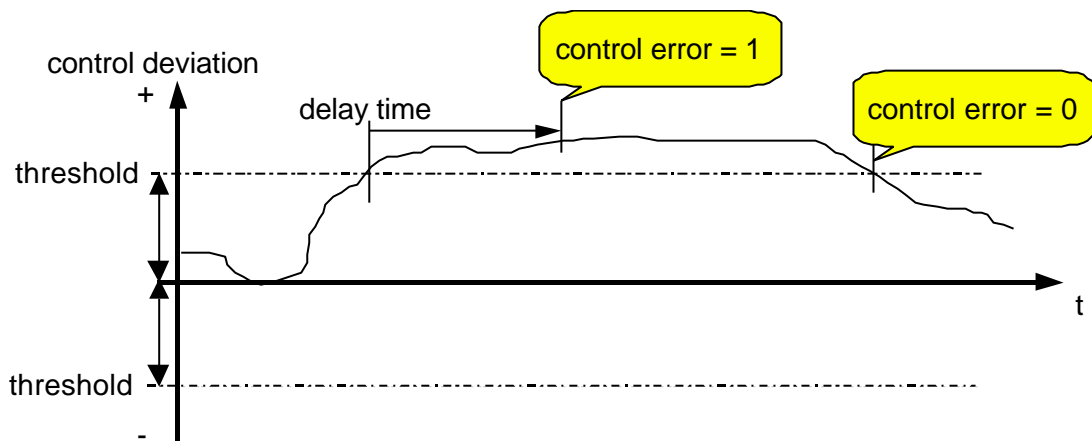 control error = 1
control deviation
+
delay time
control error = 0
threshold
t
threshold
-